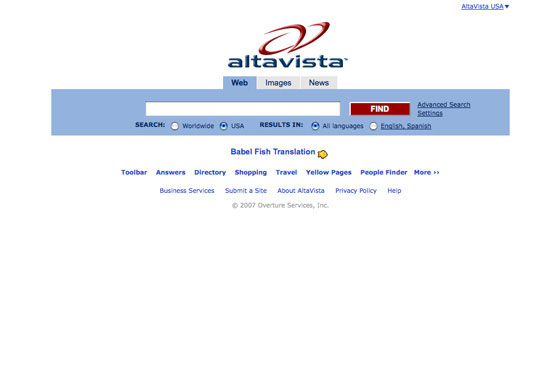 AltaVista USA
altavista™
Web Images News
FIND Advanced Search
Settings
SEARCH: Worldwide USA RESULTS IN: All languages English, Spanish
Babel Fish Translation
Toolbar Answers Directory Shopping Travel Yellow Pages People Finder More ››
Business Services Submit a Site About AltaVista Privacy Policy Help
© 2007 Overture Services, Inc.